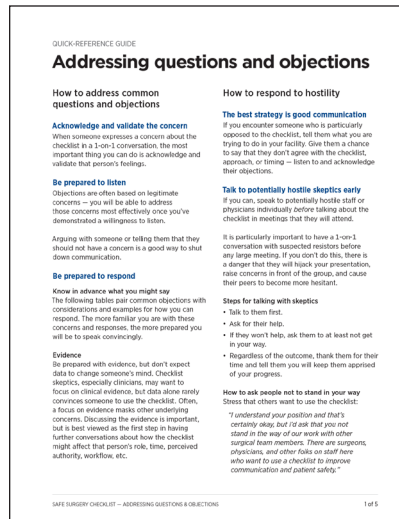 QUICK-REFERENCE GUIDE
Addressing questions and objections
How to address common
questions and objections
Acknowledge and validate the concern
When someone expresses a concern about the
checklist in a 1-on-1 conversation, the most
important thing you can do is acknowledge and
validate that person's feelings.
Be prepared to listen
Objections are often based on legitimate
concerns — you will be able to address
those concerns most effectively once you've
demonstrated a willingness to listen.
Arguing with someone or telling them that they
should not have a concern is a good way to shut
down communication.
Be prepared to respond
Know in advance what you might say
The following tables pair common objections with
considerations and examples for how you can
respond. The more familiar you are with these
concerns and responses, the more prepared you
will be to speak convincingly.
Evidence
Be prepared with evidence, but don't expect
data to change someone's mind. Checklist
skeptics, especially clinicians, may want to
focus on clinical evidence, but data alone rarely
convinces someone to use the checklist. Often,
a focus on evidence masks other underlying
concerns. Discussing the evidence is important,
but is best viewed as the first step in having
further conversations about how the checklist
might affect that person's role, time, perceived
authority, workflow, etc.
How to respond to hostility
The best strategy is good communication
If you encounter someone who is particularly
opposed to the checklist, tell them what you are
trying to do in your facility. Give them a chance
to say that they don't agree with the checklist,
approach, or timing — listen to and acknowledge
their objections.
Talk to potentially hostile skeptics early
If you can, speak to potentially hostile staff or
physicians individually before talking about the
checklist in meetings that they will attend.
It is particularly important to have a 1-on-1
conversation with suspected resistors before
any large meeting. If you don't do this, there is
a danger that they will hijack your presentation,
raise concerns in front of the group, and cause
their peers to become more hesitant.
Steps for talking with skeptics
• Talk to them first.
• Ask for their help.
• If they won't help, ask them to at least not get
in your way.
• Regardless of the outcome, thank them for their
time and tell them you will keep them apprised
of your progress.
How to ask people not to stand in your way
Stress that others want to use the checklist:
"I understand your position and that's
certainly okay, but I'd ask that you not
stand in the way of our work with other
surgical team members. There are surgeons,
physicians, and other folks on staff here
who want to use a checklist to improve
communication and patient safety."
SAFE SURGERY CHECKLIST — ADDRESSING QUESTIONS & OBJECTIONS
1 of 5